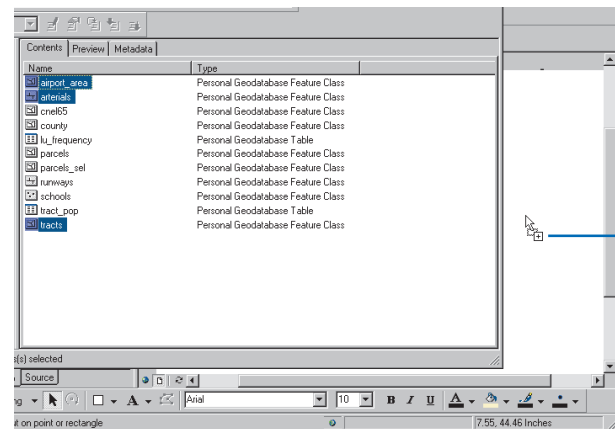 Contents Preview Metadata
Name Type
airport_area Personal Geodatabase Feature Class
arterials Personal Geodatabase Feature Class
cnel65 Personal Geodatabase Feature Class
county Personal Geodatabase Feature Class
lu_frequency Personal Geodatabase Table
parcels Personal Geodatabase Feature Class
parcels_sel Personal Geodatabase Feature Class
runways Personal Geodatabase Feature Class
schools Personal Geodatabase Feature Class
tract_pop Personal Geodatabase Table
tracts Personal Geodatabase Feature Class
s(s) selected
Source
ng A Arial 10 B I U A
ut on point or rectangle 7.55, 44.46 Inches